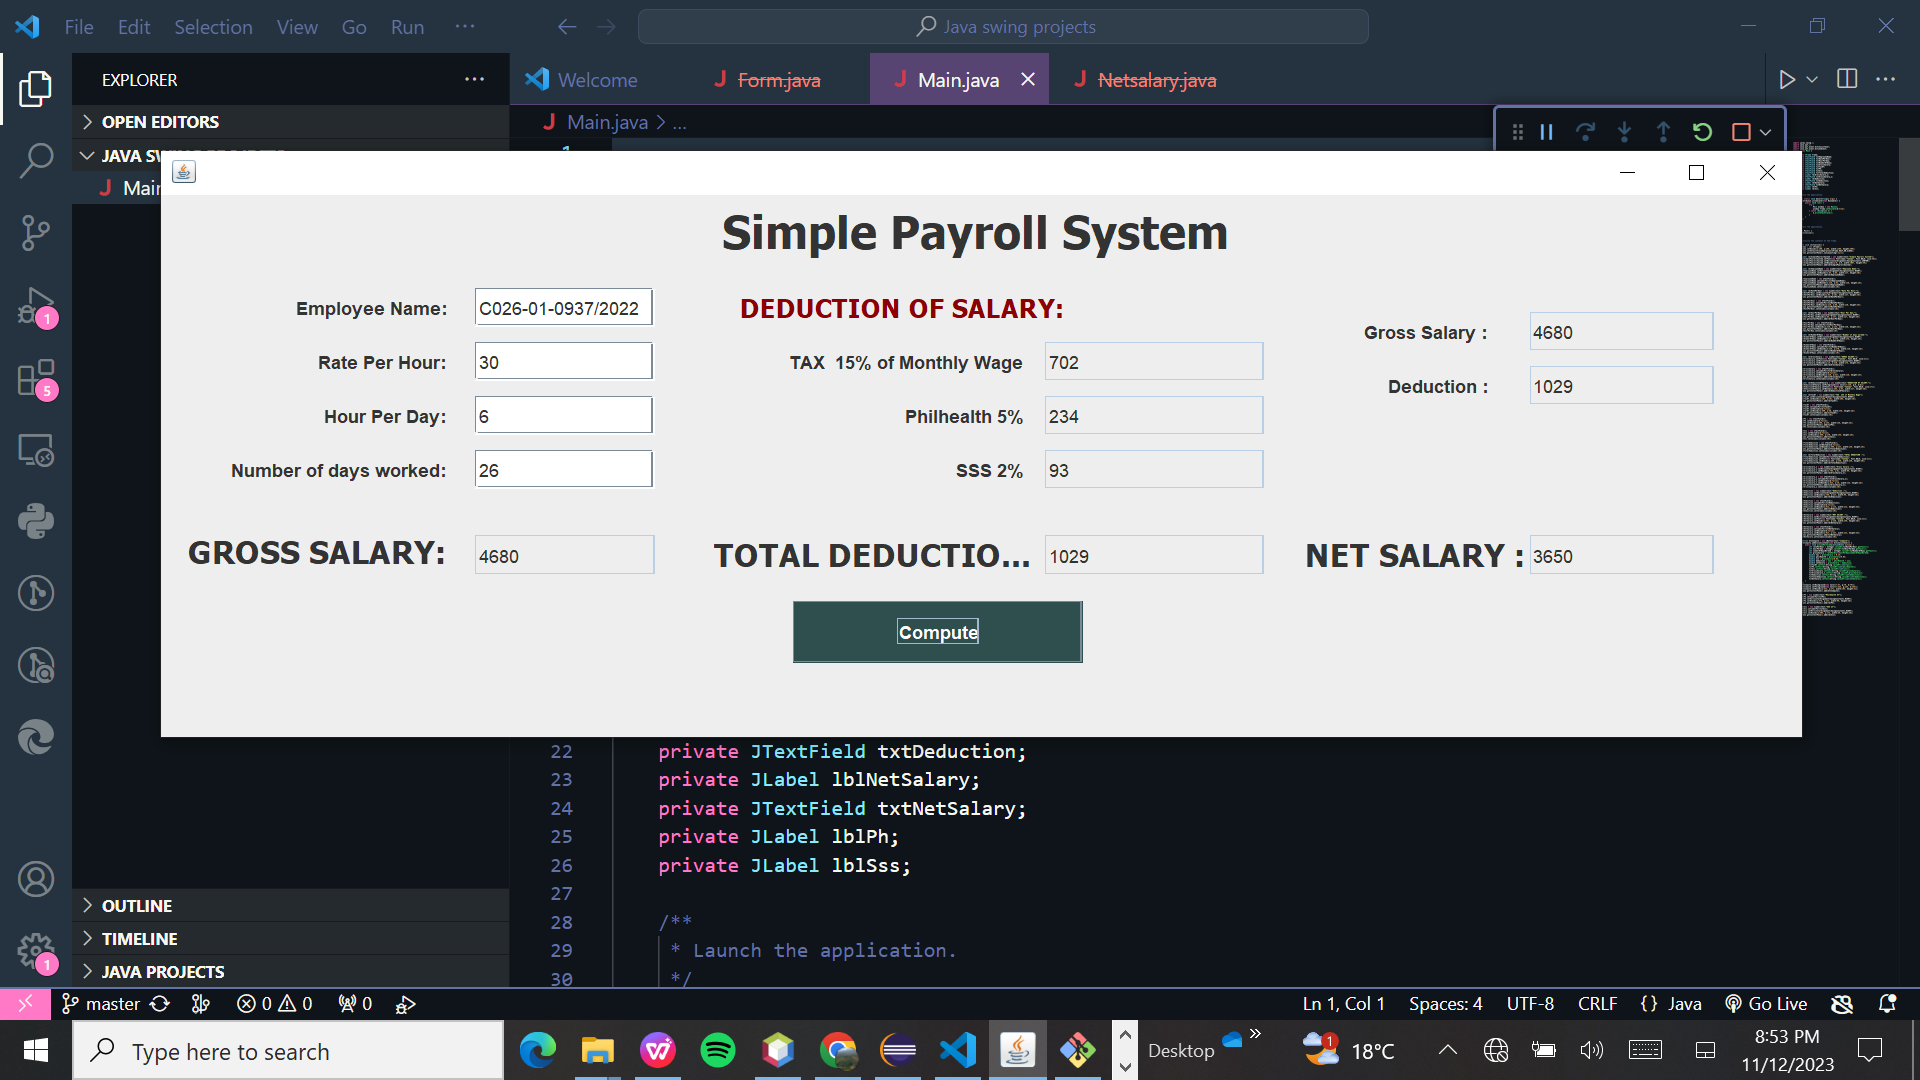 File Edit Selection View Go Run ···
Java swing projects
EXPLORER
Welcome
Form.java
Main.java
Netsalary.java
OPEN EDITORS
Main.java > ...
JAVA
1
Simple Payroll System
Employee Name: C026-01-0937/2022
Rate Per Hour: 30
Hour Per Day: 6
Number of days worked: 26
GROSS SALARY: 4680
DEDUCTION OF SALARY:
TAX 15% of Monthly Wage 702
Philhealth 5% 234
SSS 2% 93
TOTAL DEDUCTIO... 1029
Gross Salary : 4680
Deduction : 1029
NET SALARY : 3650
Compute
22 private JTextField txtDeduction;
23 private JLabel lblNetSalary;
24 private JTextField txtNetSalary;
25 private JLabel lblPh;
26 private JLabel lblSss;
27
28 /**
29 * Launch the application.
30 */
1
5
1
OUTLINE
TIMELINE
JAVA PROJECTS
master 0 0 0
Ln 1, Col 1 Spaces: 4 UTF-8 CRLF {} Java Go Live
Type here to search
Desktop
1
18°C
8:53 PM
11/12/2023